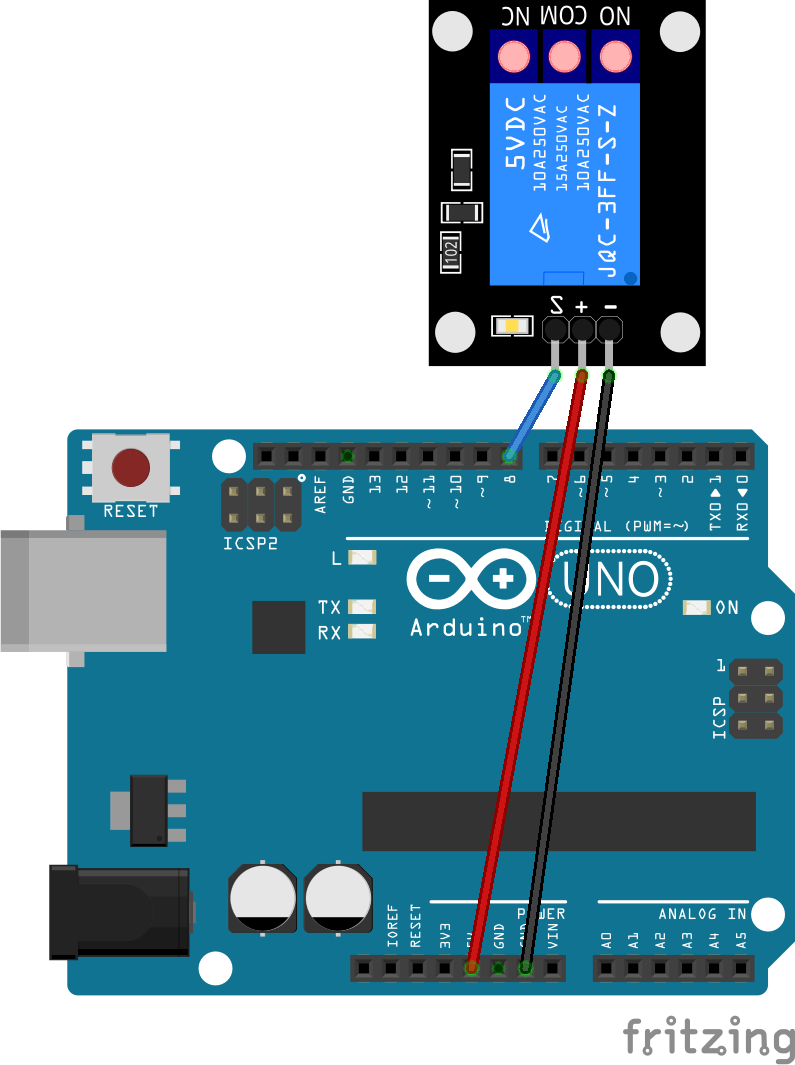 NC COM NO
5VDC
10A250VAC
15A250VAC
10A250VAC
JQC-3FF-S-Z
102
S + -
RESET
ICSP2
AREF
GND
13
12
~11
~10
~9
8
7
~6
~5
4
~3
2
TX0▶1
RX0◀0
DIGITAL (PWM=~)
L
TX
RX
UNO
Arduino™
ON
1
ICSP
POWER
ANALOG IN
IOREF
RESET
3V3
5V
GND
GND
VIN
A0
A1
A2
A3
A4
A5
fritzing